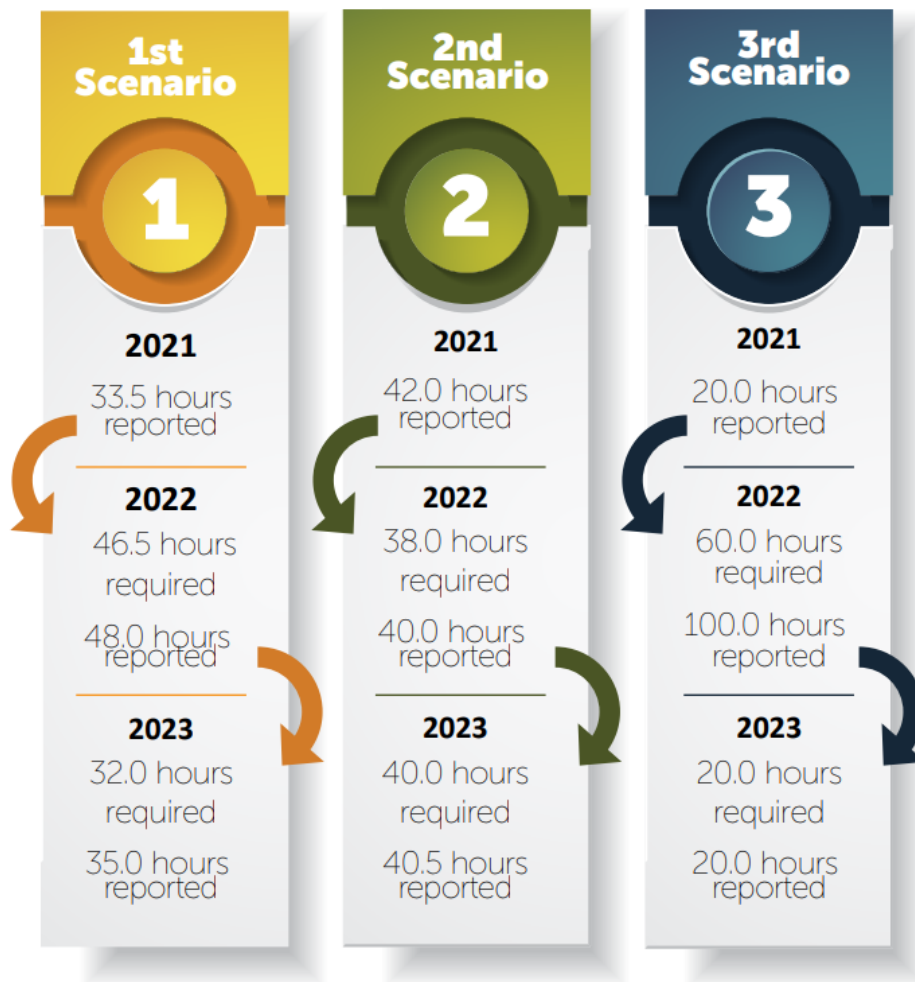 1st
Scenario
1
2021
33.5 hours
reported
2022
46.5 hours
required
48.0 hours
reported
2023
32.0 hours
required
35.0 hours
reported
2nd
Scenario
2
2021
42.0 hours
reported
2022
38.0 hours
required
40.0 hours
reported
2023
40.0 hours
required
40.5 hours
reported
3rd
Scenario
3
2021
20.0 hours
reported
2022
60.0 hours
required
100.0 hours
reported
2023
20.0 hours
required
20.0 hours
reported